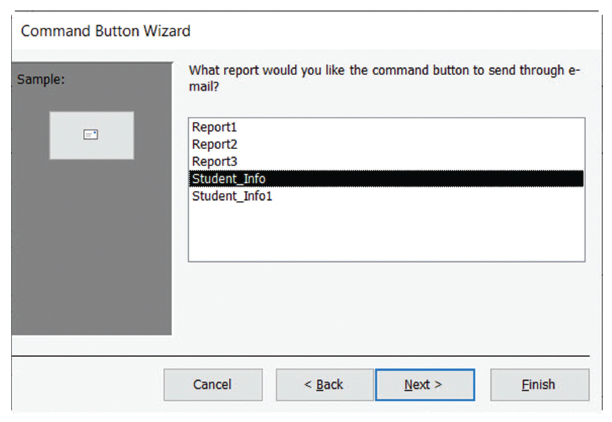 Command Button Wizard
Sample:
What report would you like the command button to send through e-
mail?
Report1
Report2
Report3
Student_Info
Student_Info1
Cancel
< Back
Next >
Finish